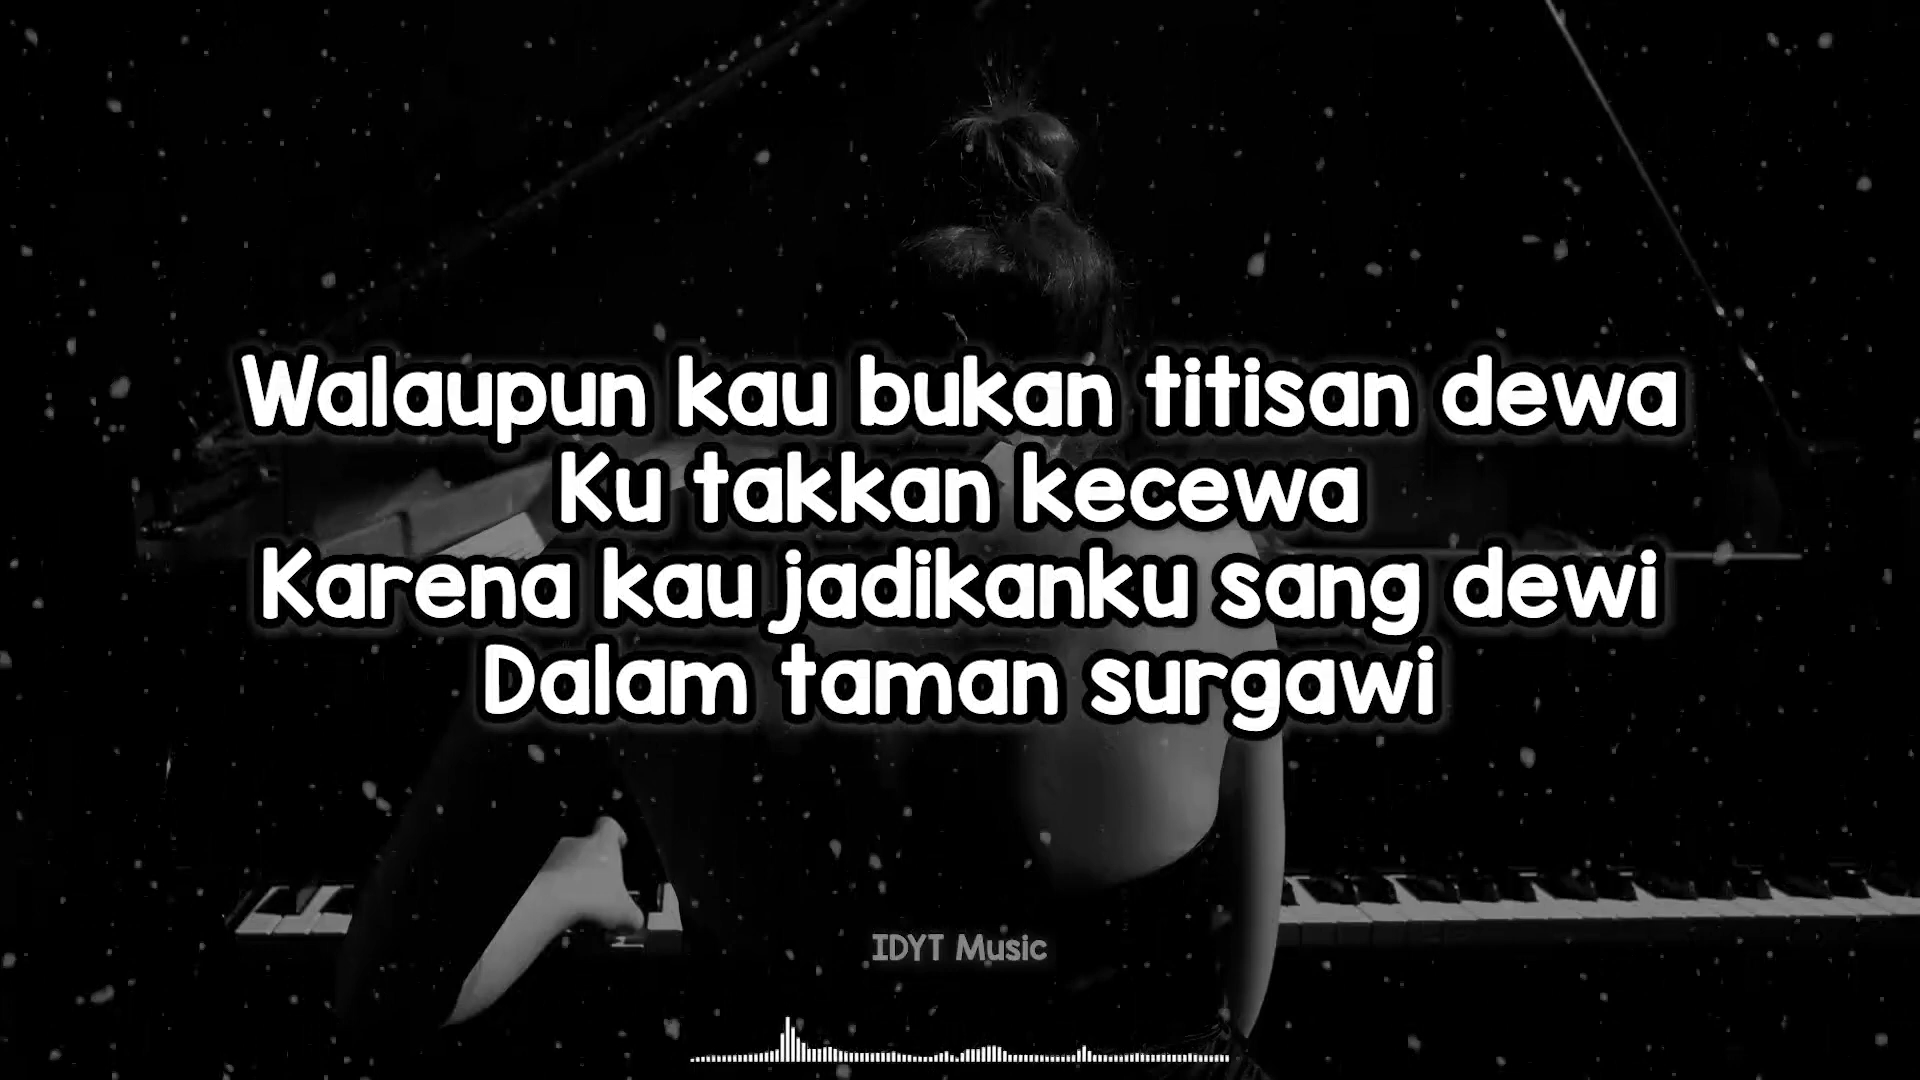 Walaupun kau bukan titisan dewa
Ku takkan kecewa
Karena kau jadikanku sang dewi
Dalam taman surgawi
IDYT Music